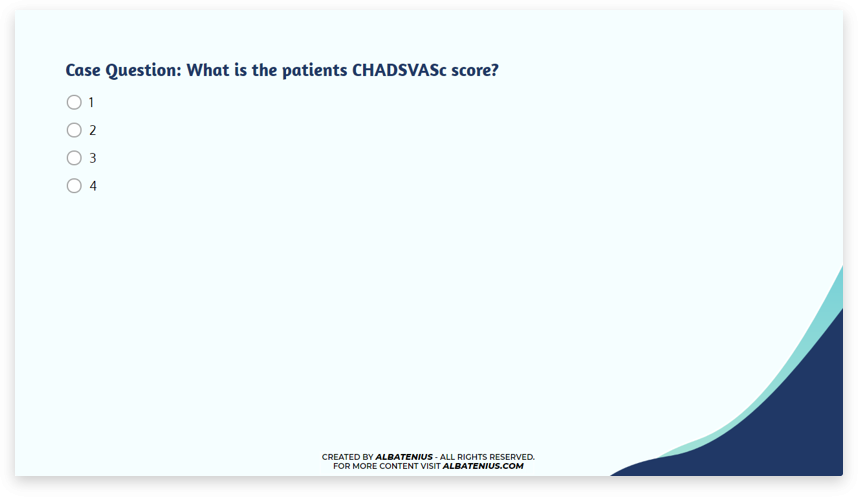 Case Question: What is the patients CHADSVASc score?
1
2
3
4
CREATED BY ALBATENIUS - ALL RIGHTS RESERVED.
FOR MORE CONTENT VISIT ALBATENIUS.COM